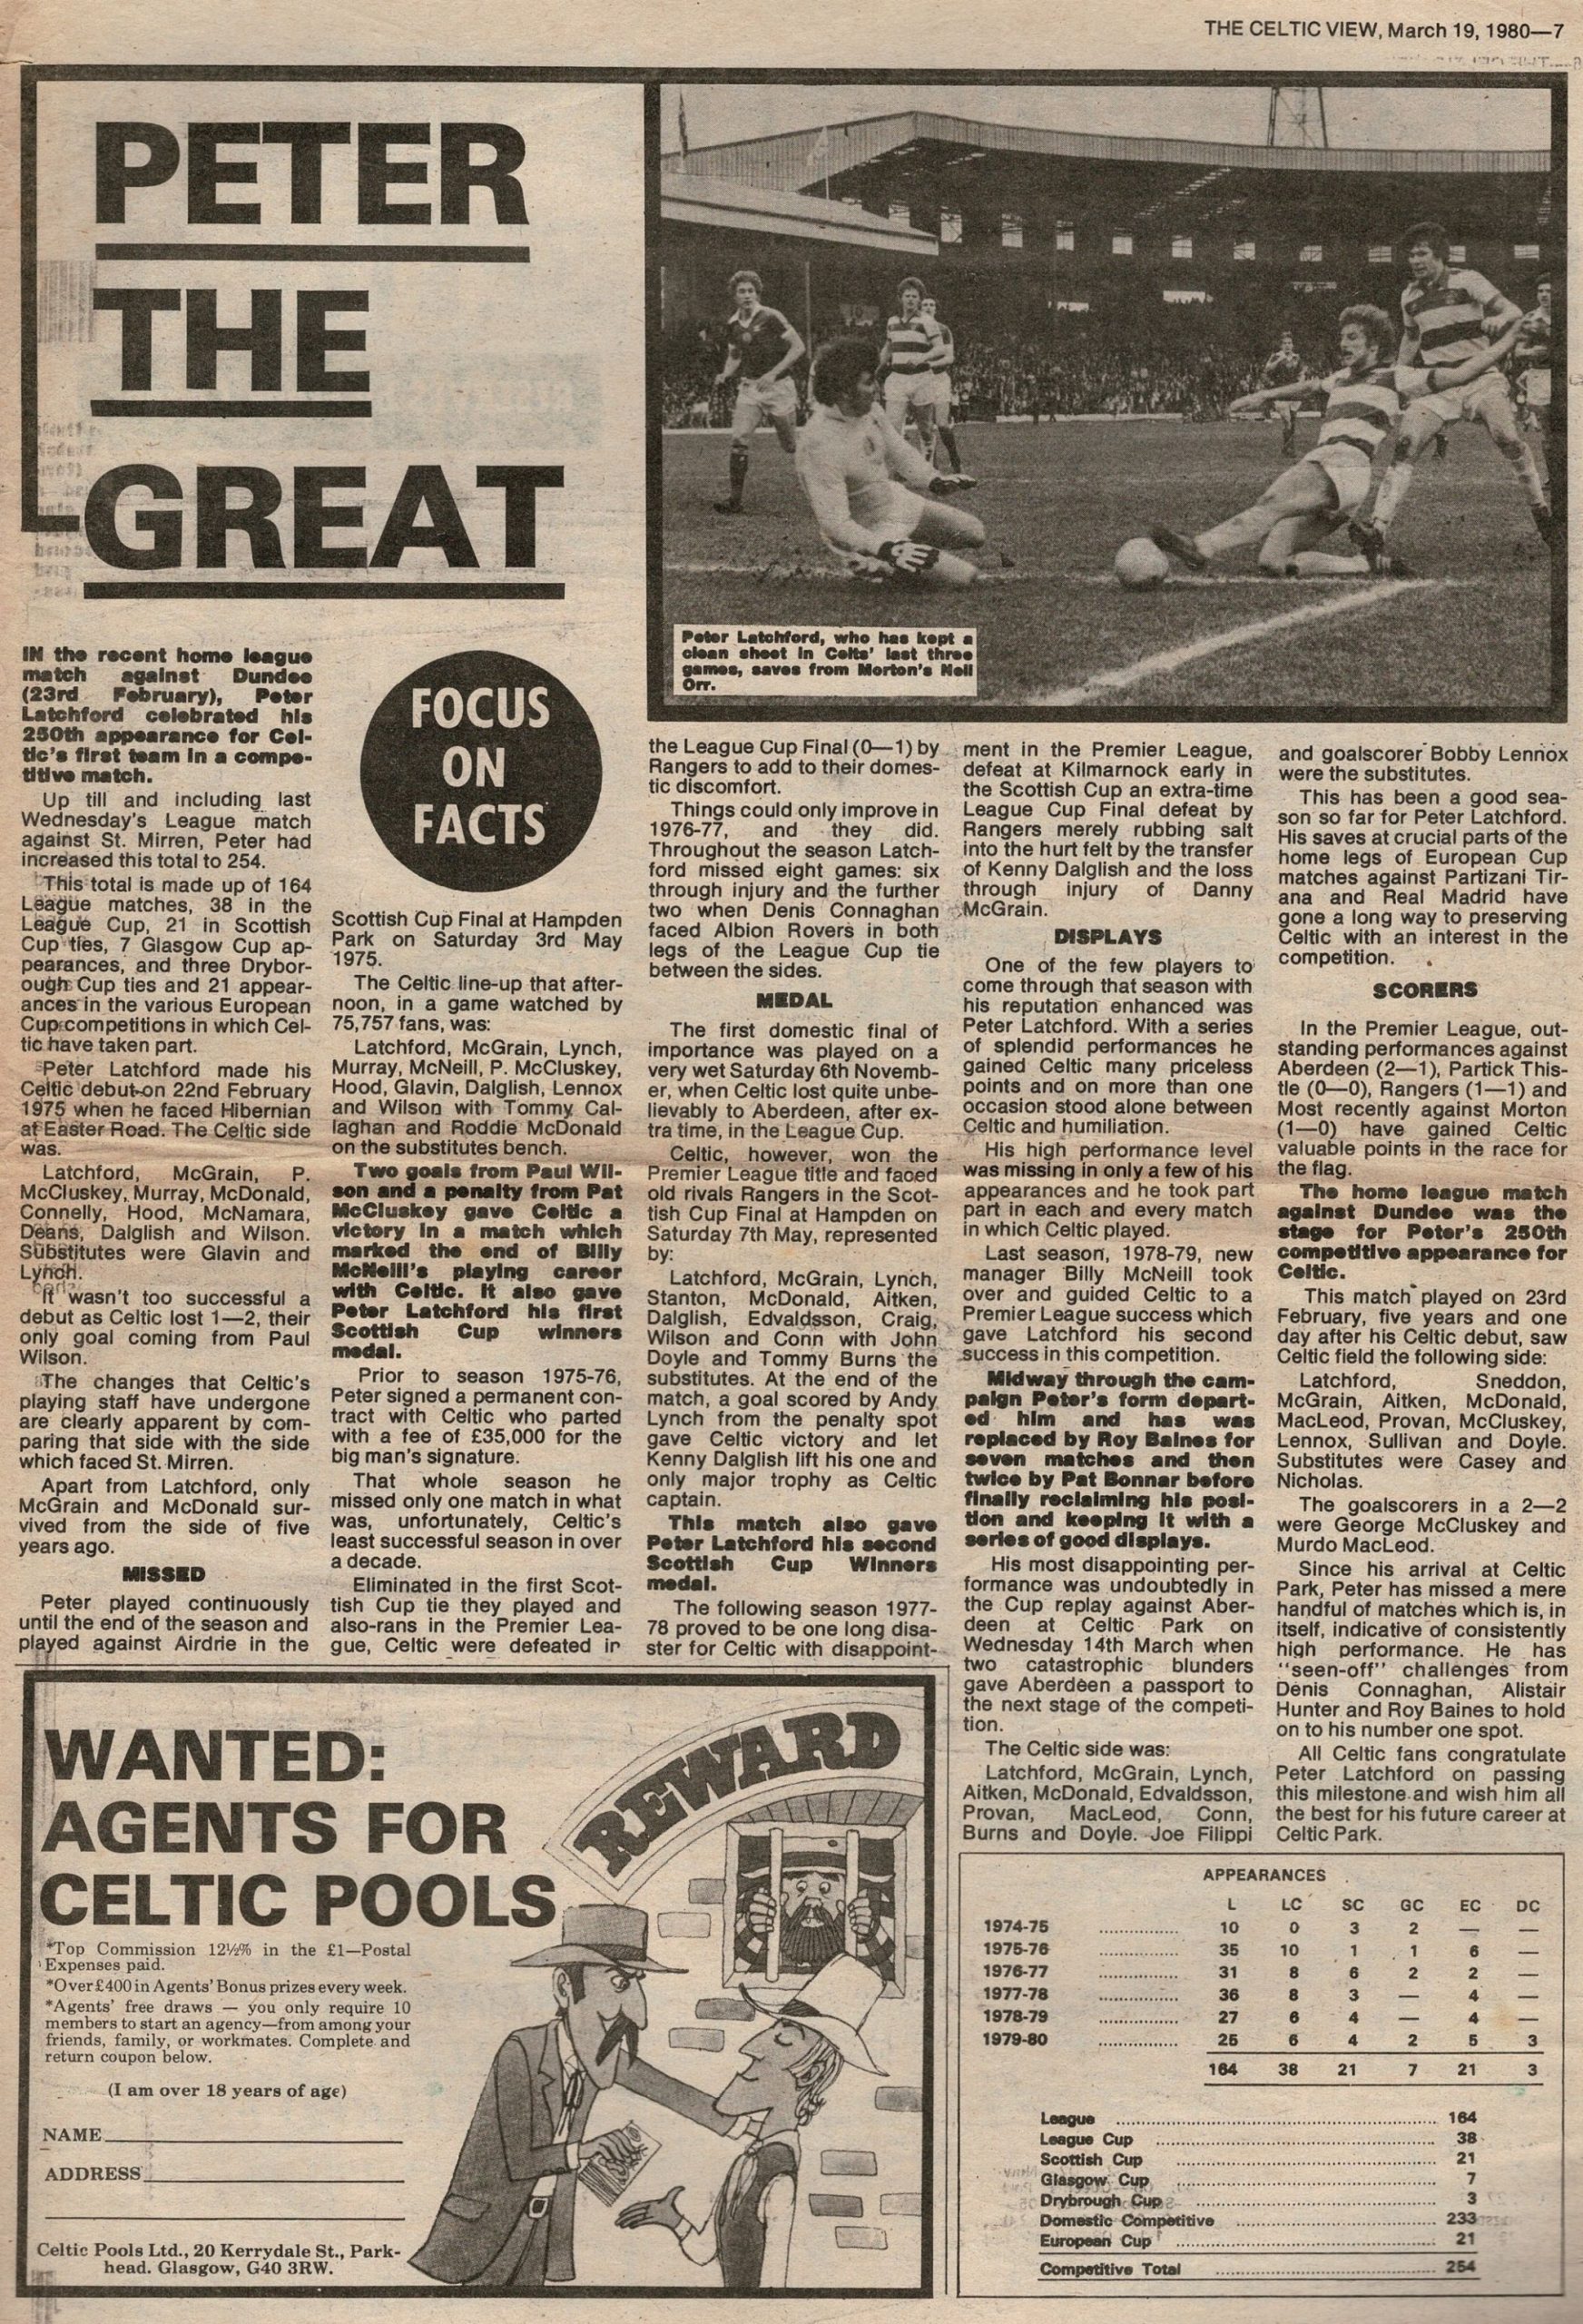 THE CELTIC VIEW, March 19, 1980—7
PETER
THE
GREAT
Peter Latchford, who has kept a
clean sheet in Celts' last three
games, saves from Morton's Neil
Orr.
IN the recent home league
match against Dundee
(23rd February), Peter
Latchford celebrated his
250th appearance for Cel-
tic's first team in a compe-
titive match.
Up till and including last
Wednesday's League match
against St. Mirren, Peter had
increased this total to 254.
This total is made up of 164
League matches, 38 in the
League Cup, 21 in Scottish
Cup ties, 7 Glasgow Cup ap-
pearances, and three Drybor-
ough Cup ties and 21 appear-
ances in the various European
Cup competitions in which Cel-
tic have taken part.
Peter Latchford made his
Celtic debut on 22nd February
1975 when he faced Hibernian
at Easter Road. The Celtic side
was.
Latchford, McGrain, P.
McCluskey, Murray, McDonald,
Connelly, Hood, McNamara,
Deans, Dalglish and Wilson.
Substitutes were Glavin and
Lynch.
It wasn't too successful a
debut as Celtic lost 1—2, their
only goal coming from Paul
Wilson.
The changes that Celtic's
playing staff have undergone
are clearly apparent by com-
paring that side with the side
which faced St. Mirren.
Apart from Latchford, only
McGrain and McDonald sur-
vived from the side of five
years ago.
MISSED
Peter played continuously
until the end of the season and
played against Airdrie in the
FOCUS
ON
FACTS
Scottish Cup Final at Hampden
Park on Saturday 3rd May
1975.
The Celtic line-up that after-
noon, in a game watched by
75,757 fans, was:
Latchford, McGrain, Lynch,
Murray, McNeill, P. McCluskey,
Hood, Glavin, Dalglish, Lennox
and Wilson with Tommy Cal-
laghan and Roddie McDonald
on the substitutes bench.
Two goals from Paul Wil-
son and a penalty from Pat
McCluskey gave Celtic a
victory in a match which
marked the end of Billy
McNeill's playing career
with Celtic. It also gave
Peter Latchford his first
Scottish Cup winners
medal.
Prior to season 1975-76,
Peter signed a permanent con-
tract with Celtic who parted
with a fee of £35,000 for the
big man's signature.
That whole season he
missed only one match in what
was, unfortunately, Celtic's
least successful season in over
a decade.
Eliminated in the first Scot-
tish Cup tie they played and
also-rans in the Premier Lea-
gue, Celtic were defeated in
the League Cup Final (0—1) by
Rangers to add to their domes-
tic discomfort.
Things could only improve in
1976-77, and they did.
Throughout the season Latch-
ford missed eight games: six
through injury and the further
two when Denis Connaghan
faced Albion Rovers in both
legs of the League Cup tie
between the sides.
MEDAL
The first domestic final of
importance was played on a
very wet Saturday 6th Novemb-
er, when Celtic lost quite unbe-
lievably to Aberdeen, after ex-
tra time, in the League Cup.
Celtic, however, won the
Premier League title and faced
old rivals Rangers in the Scot-
tish Cup Final at Hampden on
Saturday 7th May, represented
by:
Latchford, McGrain, Lynch,
Stanton, McDonald, Aitken,
Dalglish, Edvaldsson, Craig,
Wilson and Conn with John
Doyle and Tommy Burns the
substitutes. At the end of the
match, a goal scored by Andy
Lynch from the penalty spot
gave Celtic victory and let
Kenny Dalglish lift his one and
only major trophy as Celtic
captain.
This match also gave
Peter Latchford his second
Scottish Cup Winners
medal.
The following season 1977-
78 proved to be one long disa-
ster for Celtic with disappoint-
ment in the Premier League,
defeat at Kilmarnock early in
the Scottish Cup an extra-time
League Cup Final defeat by
Rangers merely rubbing salt
into the hurt felt by the transfer
of Kenny Dalglish and the loss
through injury of Danny
McGrain.
DISPLAYS
One of the few players to
come through that season with
his reputation enhanced was
Peter Latchford. With a series
of splendid performances he
gained Celtic many priceless
points and on more than one
occasion stood alone between
Celtic and humiliation.
His high performance level
was missing in only a few of his
appearances and he took part
part in each and every match
in which Celtic played.
Last season, 1978-79, new
manager Billy McNeill took
over and guided Celtic to a
Premier League success which
gave Latchford his second
success in this competition.
Midway through the cam-
paign Peter's form depart-
ed him and has was
replaced by Roy Baines for
seven matches and then
twice by Pat Bonnar before
finally reclaiming his posi-
tion and keeping it with a
series of good displays.
His most disappointing per-
formance was undoubtedly in
the Cup replay against Aber-
deen at Celtic Park on
Wednesday 14th March when
two catastrophic blunders
gave Aberdeen a passport to
the next stage of the competi-
tion.
The Celtic side was:
Latchford, McGrain, Lynch,
Aitken, McDonald, Edvaldsson,
Provan, MacLeod, Conn,
Burns and Doyle. Joe Filippi
and goalscorer Bobby Lennox
were the substitutes.
This has been a good sea-
son so far for Peter Latchford.
His saves at crucial parts of the
home legs of European Cup
matches against Partizani Tir-
ana and Real Madrid have
gone a long way to preserving
Celtic with an interest in the
competition.
SCORERS
In the Premier League, out-
standing performances against
Aberdeen (2—1), Partick This-
tle (0—0), Rangers (1—1) and
Most recently against Morton
(1—0) have gained Celtic
valuable points in the race for
the flag.
The home league match
against Dundee was the
stage for Peter's 250th
competitive appearance for
Celtic.
This match played on 23rd
February, five years and one
day after his Celtic debut, saw
Celtic field the following side:
Latchford, Sneddon,
McGrain, Aitken, McDonald,
MacLeod, Provan, McCluskey,
Lennox, Sullivan and Doyle.
Substitutes were Casey and
Nicholas.
The goalscorers in a 2—2
were George McCluskey and
Murdo MacLeod.
Since his arrival at Celtic
Park, Peter has missed a mere
handful of matches which is, in
itself, indicative of consistently
high performance. He has
"seen-off" challenges from
Denis Connaghan, Alistair
Hunter and Roy Baines to hold
on to his number one spot.
All Celtic fans congratulate
Peter Latchford on passing
this milestone and wish him all
the best for his future career at
Celtic Park.
WANTED:
AGENTS FOR
CELTIC POOLS
REWARD
*Top Commission 12½% in the £1—Postal
Expenses paid.
*Over £400 in Agents' Bonus prizes every week.
*Agents' free draws — you only require 10
members to start an agency—from among your
friends, family, or workmates. Complete and
return coupon below.
(I am over 18 years of age)
NAME
ADDRESS
Celtic Pools Ltd., 20 Kerrydale St., Park-
head. Glasgow, G40 3RW.
APPEARANCES
L LC SC GC EC DC
1974-75 .............. 10 0 3 2 — —
1975-76 .............. 35 10 1 1 6 —
1976-77 .............. 31 8 6 2 2 —
1977-78 .............. 36 8 3 — 4 —
1978-79 .............. 27 6 4 — 4 —
1979-80 .............. 25 6 4 2 5 3
164 38 21 7 21 3
League .............. 164
League Cup .............. 38
Scottish Cup .............. 21
Glasgow Cup .............. 7
Drybrough Cup .............. 3
Domestic Competitive .............. 233
European Cup .............. 21
Competitive Total .............. 254